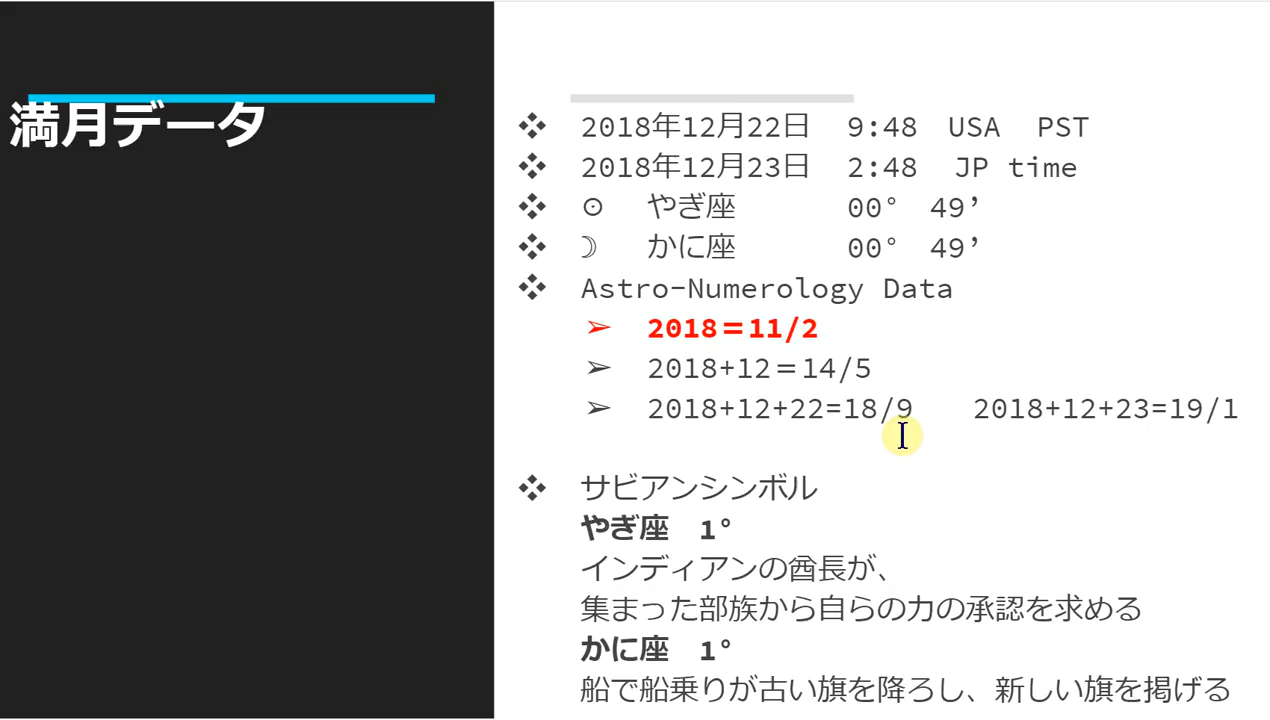 満月データ
❖ 2018年12月22日 9:48 USA PST
❖ 2018年12月23日 2:48 JP time
❖ ☉ やぎ座 00° 49’
❖ ☽ かに座 00° 49’
❖ Astro-Numerology Data
➢ 2018＝11/2
➢ 2018+12＝14/5
➢ 2018+12+22=18/9 2018+12+23=19/1
❖ サビアンシンボル
やぎ座 1°
インディアンの酋長が、
集まった部族から自らの力の承認を求める
かに座 1°
船で船乗りが古い旗を降ろし、新しい旗を掲げる